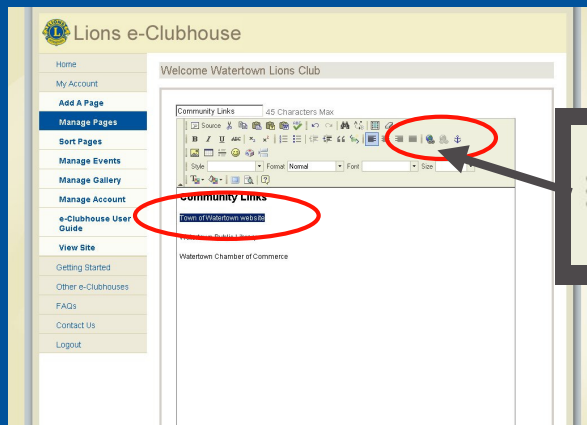 Lions e-Clubhouse
Home
My Account
Add A Page
Manage Pages
Sort Pages
Manage Events
Manage Gallery
Manage Account
e-Clubhouse User
Guide
View Site
Getting Started
Other e-Clubhouses
FAQs
Contact Us
Logout
Welcome Watertown Lions Club
Community Links 45 Characters Max
Source
B I U ABC
Style Format Normal Font Size
Community Links
Town of Watertown website
Watertown Public Library
Watertown Chamber of Commerce